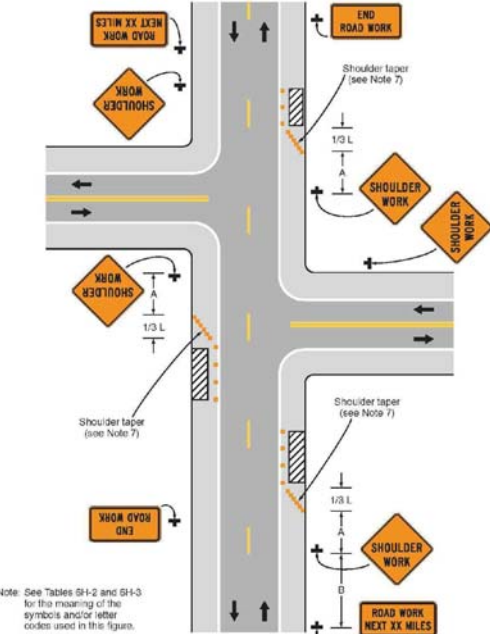 ROAD WORK
NEXT XX MILES
SHOULDER
WORK
END
ROAD WORK
Shoulder taper
(see Note 7)
1/3 L
A
SHOULDER
WORK
SHOULDER
WORK
SHOULDER
WORK
A
1/3 L
Shoulder taper
(see Note 7)
Shoulder taper
(see Note 7)
1/3 L
A
B
SHOULDER
WORK
END
ROAD WORK
ROAD WORK
NEXT XX MILES
Note: See Tables 6H-2 and 6H-3
for the meaning of the
symbols and/or letter
codes used in this figure.